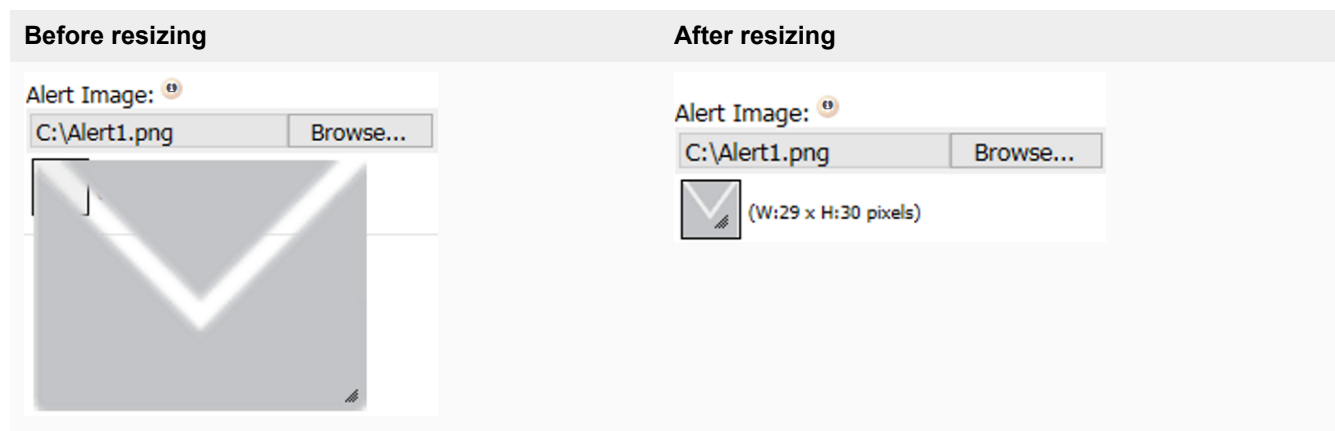 Before resizing
After resizing
Alert Image:
C:\Alert1.png
Browse...
Alert Image:
C:\Alert1.png
Browse...
(W:29 x H:30 pixels)